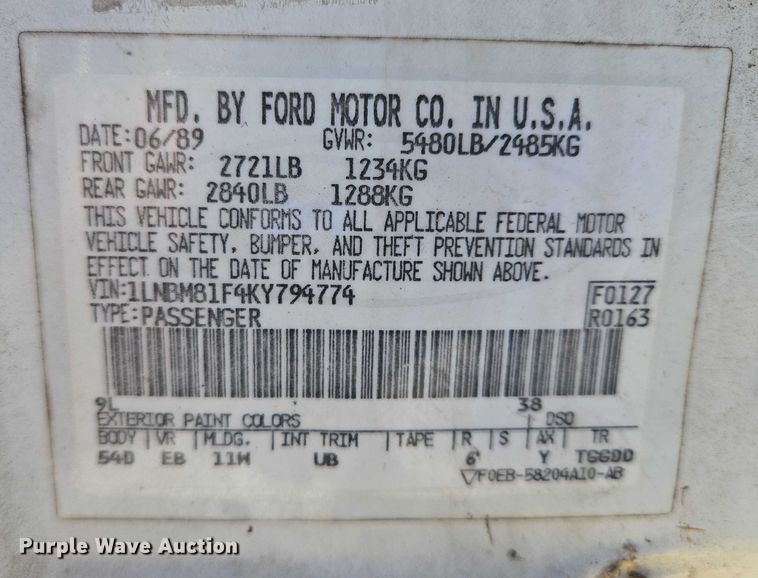 MFD. BY FORD MOTOR CO. IN U.S.A.
DATE: 06/89 GVWR: 5480LB/2485KG
FRONT GAWR: 2721LB 1234KG
REAR GAWR: 2840LB 1288KG
THIS VEHICLE CONFORMS TO ALL APPLICABLE FEDERAL MOTOR
VEHICLE SAFETY, BUMPER, AND THEFT PREVENTION STANDARDS IN
EFFECT ON THE DATE OF MANUFACTURE SHOWN ABOVE.
VIN: 1LNBM81F4KY794774 F0127
TYPE: PASSENGER R0163
9L 38
EXTERIOR PAINT COLORS DSO
BODY | VR | MLDG. | INT TRIM | TAPE | R | S | AX | TR
54D EB 11W UB 6 Y TGGDD
F0EB-58204A10-AB
Purple Wave Auction